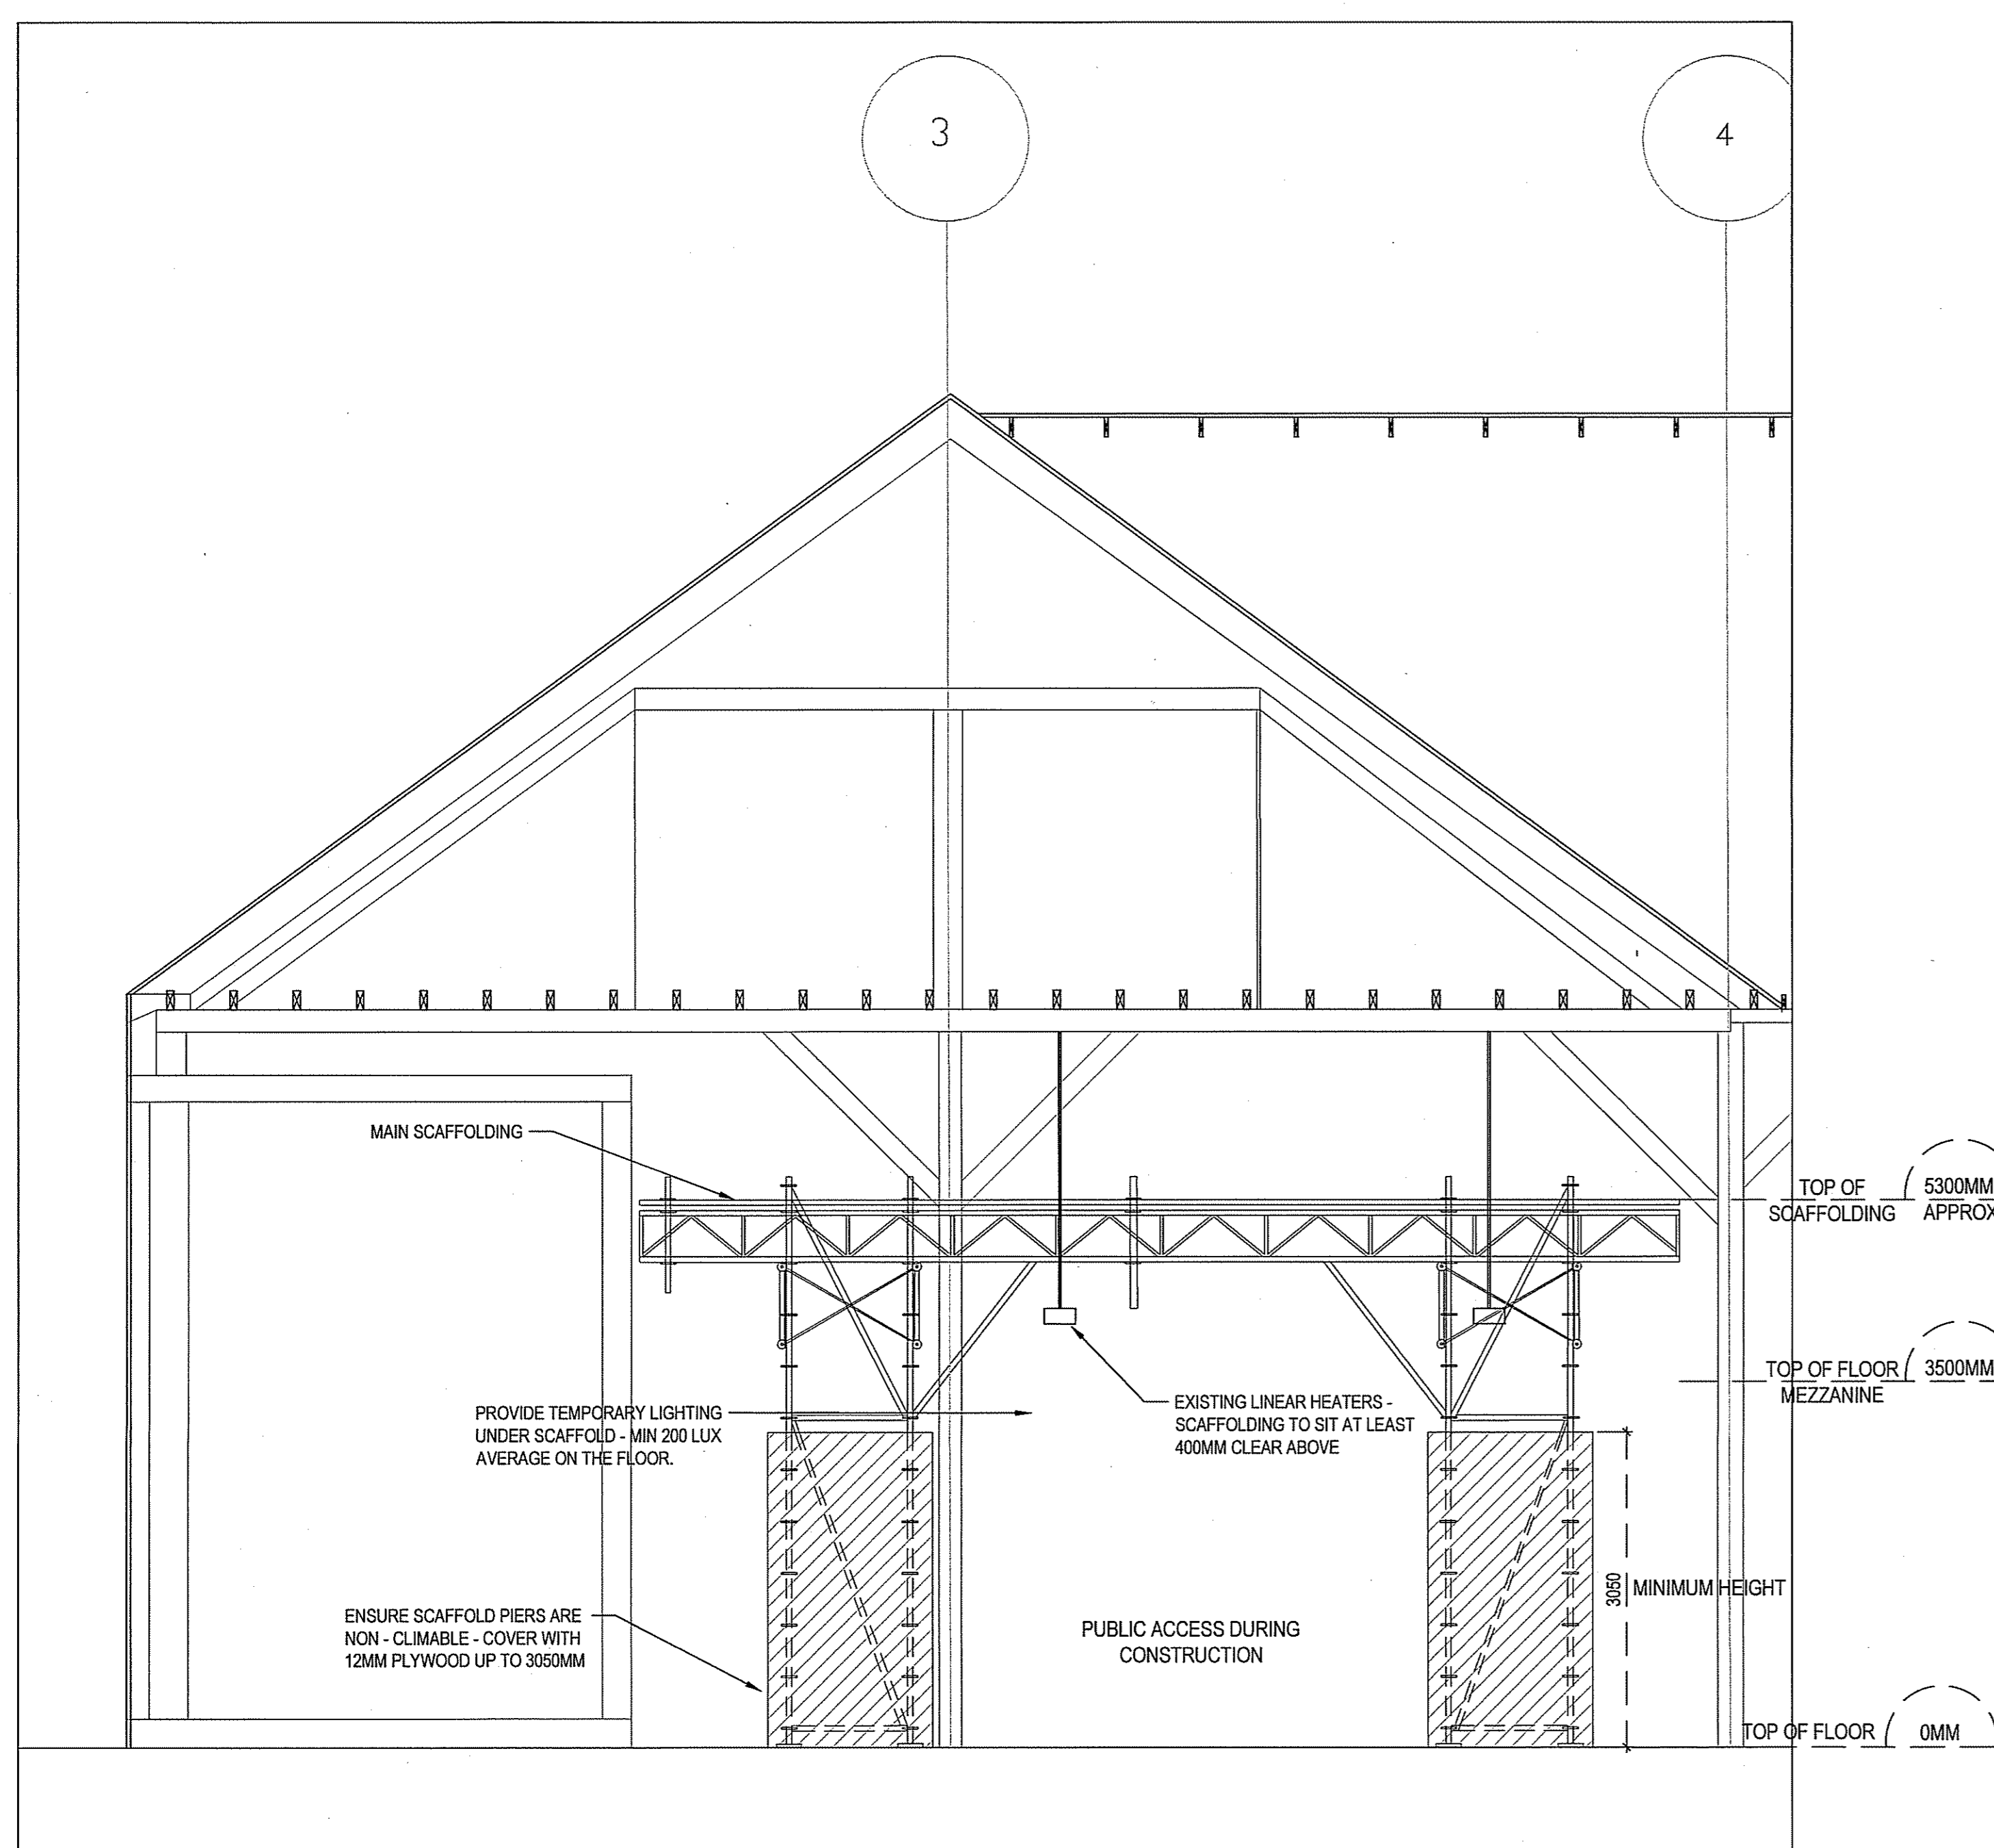 3
4
MAIN SCAFFOLDING
TOP OF
SCAFFOLDING
5300MM
APPROX
TOP OF FLOOR
MEZZANINE
3500MM
PROVIDE TEMPORARY LIGHTING
UNDER SCAFFOLD - MIN 200 LUX
AVERAGE ON THE FLOOR.
EXISTING LINEAR HEATERS -
SCAFFOLDING TO SIT AT LEAST
400MM CLEAR ABOVE
ENSURE SCAFFOLD PIERS ARE
NON - CLIMABLE - COVER WITH
12MM PLYWOOD UP TO 3050MM
PUBLIC ACCESS DURING
CONSTRUCTION
3050
MINIMUM HEIGHT
TOP OF FLOOR
0MM